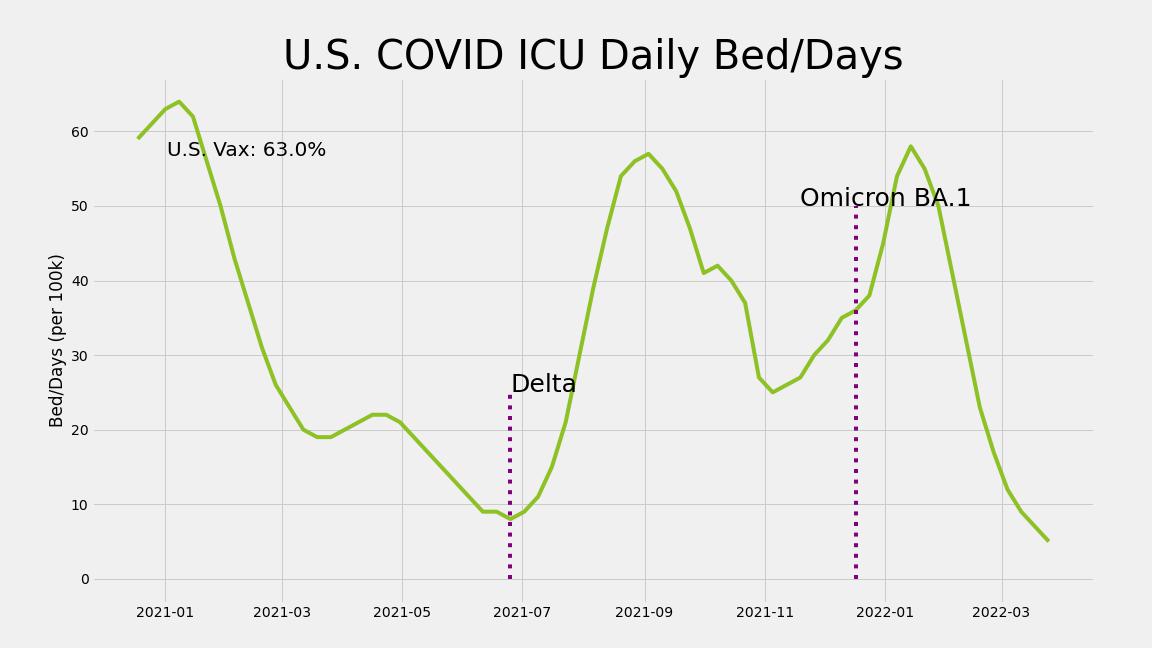 U.S. COVID ICU Daily Bed/Days
Bed/Days (per 100k)
60
50
40
30
20
10
0
U.S. Vax: 63.0%
Omicron BA.1
Delta
2021-01 2021-03 2021-05 2021-07 2021-09 2021-11 2022-01 2022-03